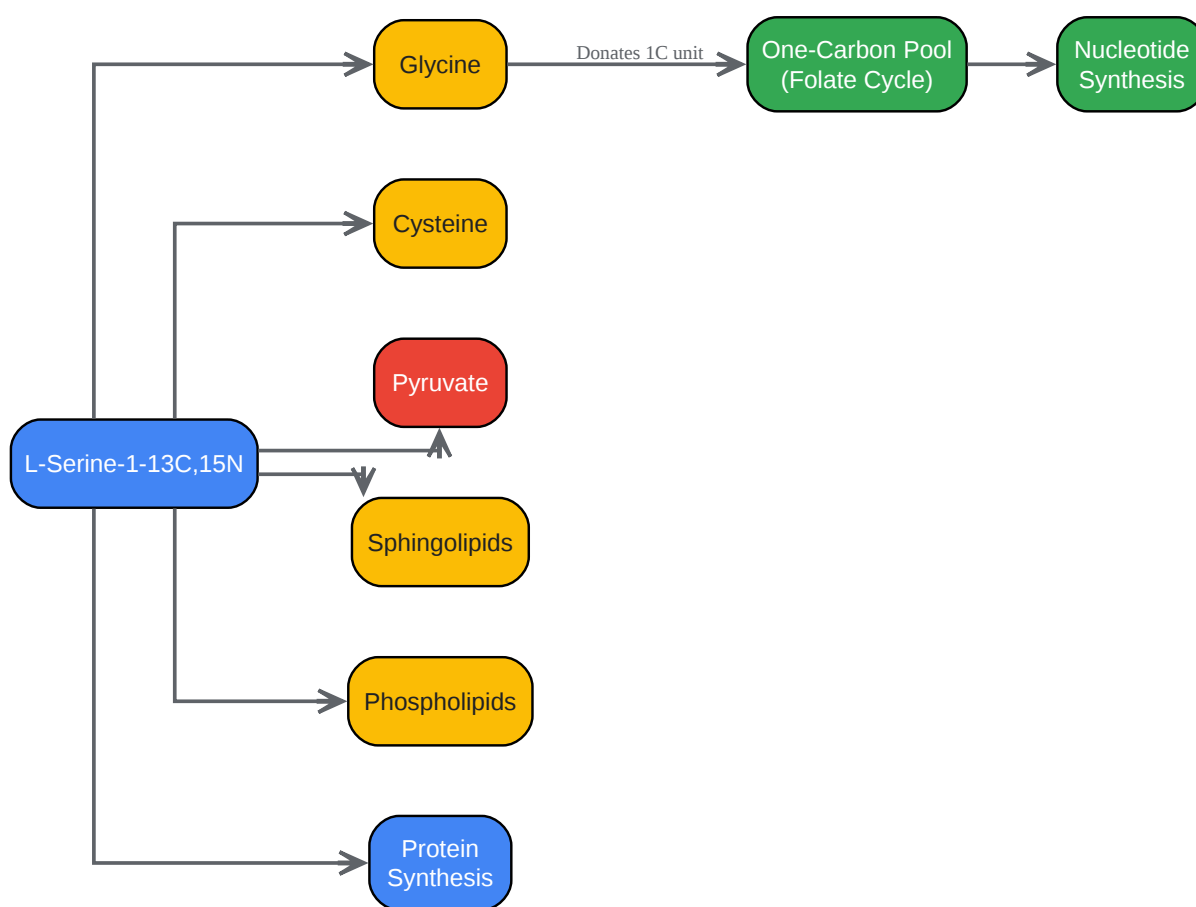 Glycine
Donates 1C unit
One-Carbon Pool
(Folate Cycle)
Nucleotide
Synthesis
Cysteine
Pyruvate
L-Serine-1-13C,15N
Sphingolipids
Phospholipids
Protein
Synthesis